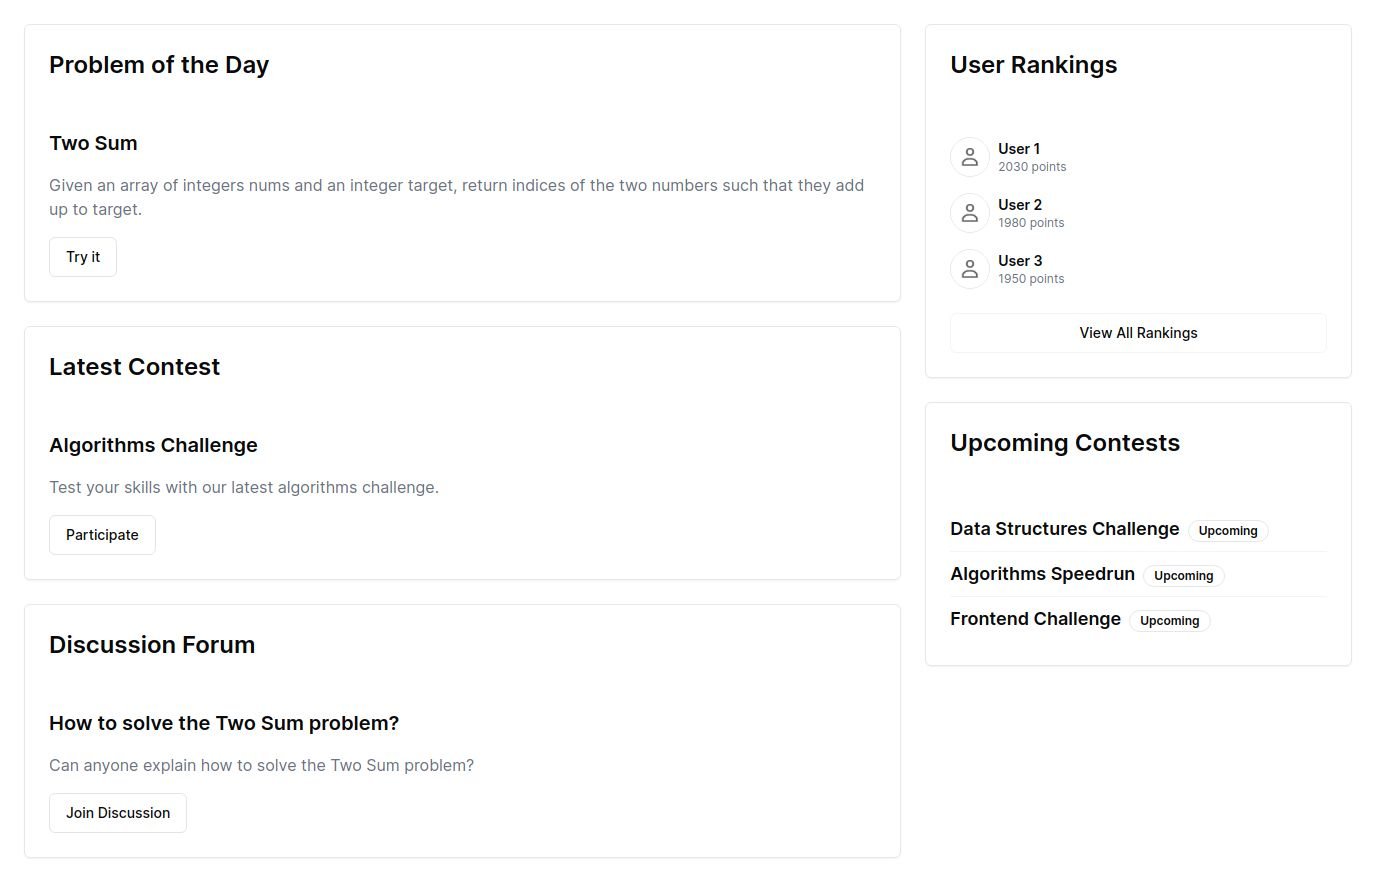 Problem of the Day
Two Sum
Given an array of integers nums and an integer target, return indices of the two numbers such that they add
up to target.
Try it
Latest Contest
Algorithms Challenge
Test your skills with our latest algorithms challenge.
Participate
Discussion Forum
How to solve the Two Sum problem?
Can anyone explain how to solve the Two Sum problem?
Join Discussion
User Rankings
User 1
2030 points
User 2
1980 points
User 3
1950 points
View All Rankings
Upcoming Contests
Data Structures Challenge Upcoming
Algorithms Speedrun Upcoming
Frontend Challenge Upcoming